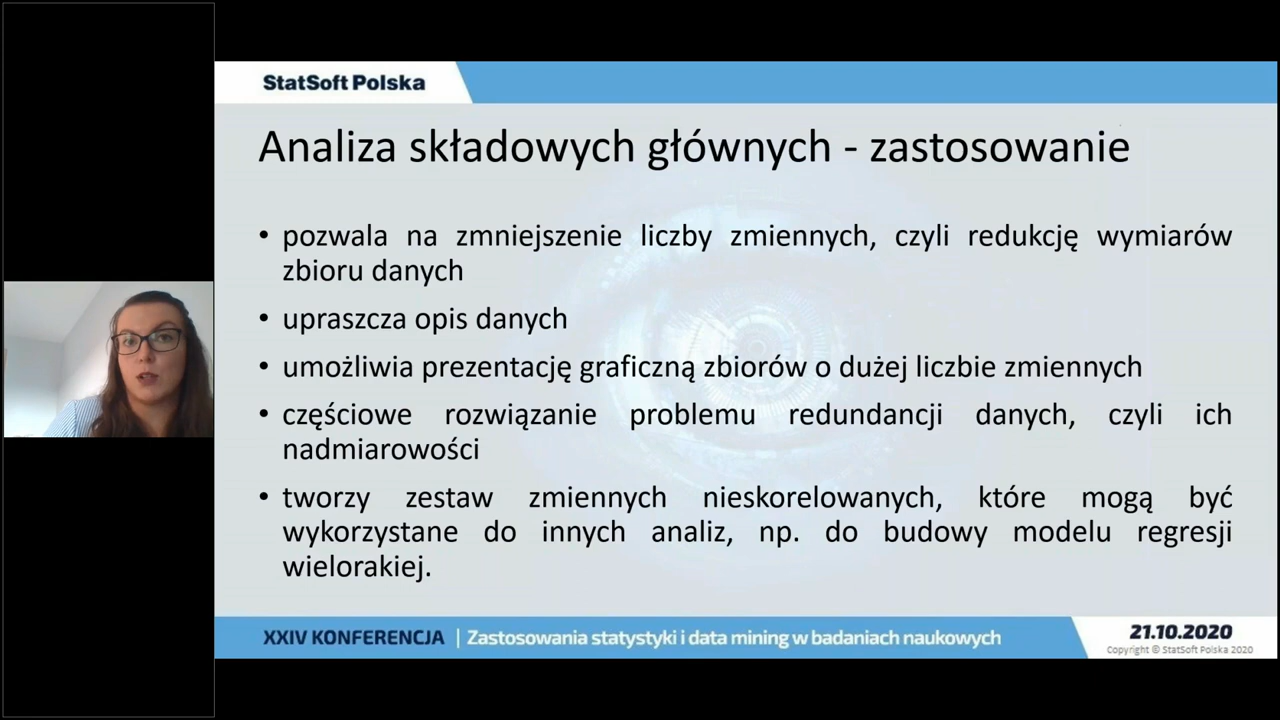 StatSoft Polska
Analiza składowych głównych - zastosowanie
• pozwala na zmniejszenie liczby zmiennych, czyli redukcję wymiarów
zbioru danych
• upraszcza opis danych
• umożliwia prezentację graficzną zbiorów o dużej liczbie zmiennych
• częściowe rozwiązanie problemu redundancji danych, czyli ich
nadmiarowości
• tworzy zestaw zmiennych nieskorelowanych, które mogą być
wykorzystane do innych analiz, np. do budowy modelu regresji
wielorakiej.
XXIV KONFERENCJA | Zastosowania statystyki i data mining w badaniach naukowych
21.10.2020
Copyright © StatSoft Polska 2020